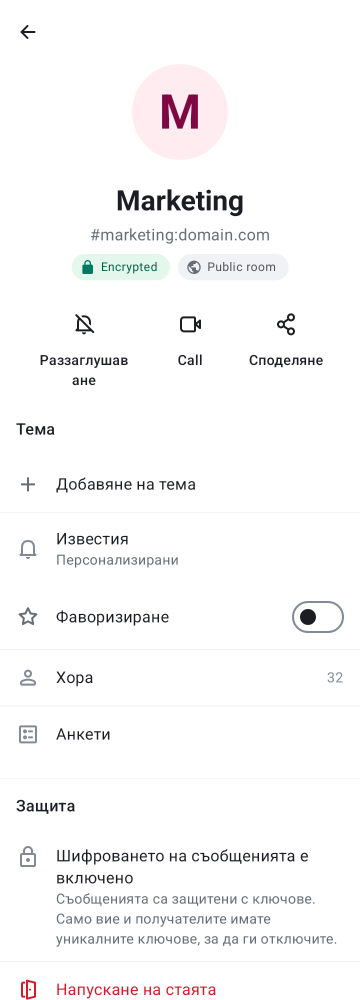 M
Marketing
#marketing:domain.com
Encrypted
Public room
Раззаглушав
ане
Call
Споделяне
Тема
Добавяне на тема
Известия
Персонализирани
Фаворизиране
Хора
32
Анкети
Защита
Шифроването на съобщенията е
включено
Съобщенията са защитени с ключове.
Само вие и получателите имате
уникалните ключове, за да ги отключите.
Напускане на стаята